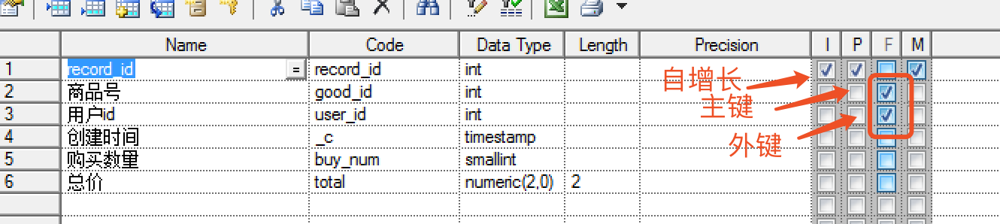 Name Code Data Type Length Precision I P F M
1 record_id = record_id int
2 商品号 good_id int
3 用户id user_id int
4 创建时间 _c timestamp
5 购买数量 buy_num smallint
6 总价 total numeric(2,0) 2
自增长
主键
外键